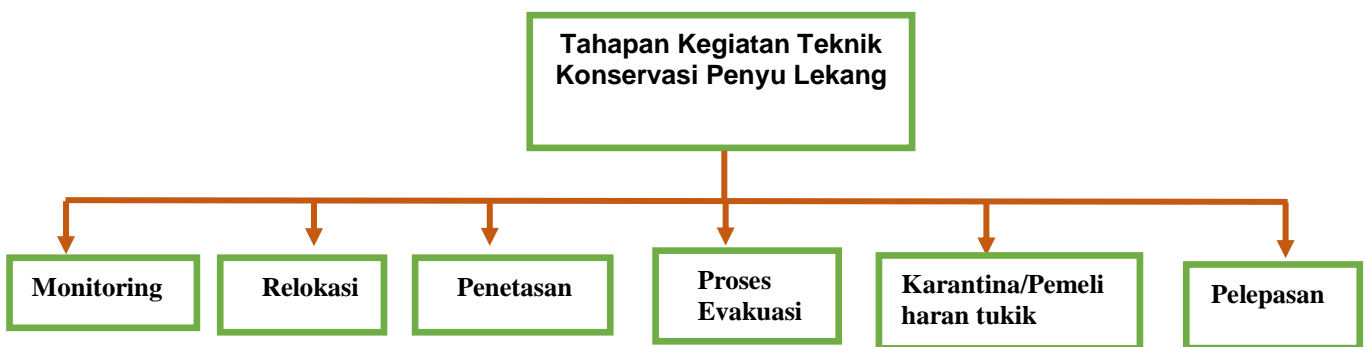 Tahapan Kegiatan Teknik
Konservasi Penyu Lekang
Monitoring
Relokasi
Penetasan
Proses
Evakuasi
Karantina/Pemeli
haran tukik
Pelepasan